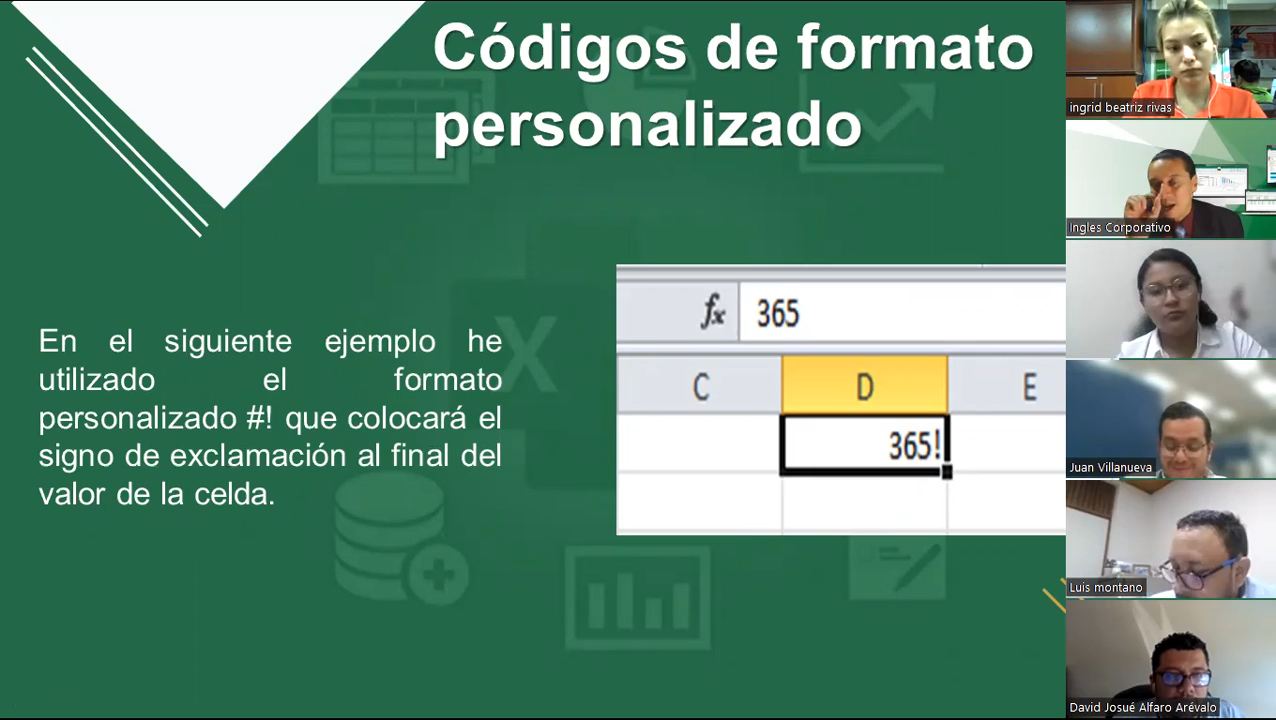 Códigos de formato
personalizado
En el siguiente ejemplo he
utilizado el formato
personalizado #! que colocará el
signo de exclamación al final del
valor de la celda.
fx 365
C D E
365!
X
ingrid beatriz rivas
Ingles Corporativo
Juan Villanueva
Luis montano
David Josué Alfaro Arévalo